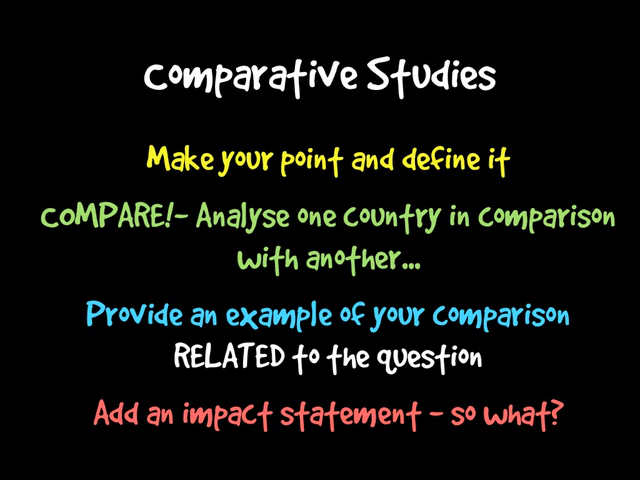 Comparative Studies
Make your point and define it
COMPARE!- Analyse one country in comparison
with another...
Provide an example of your comparison
RELATED to the question
Add an impact statement - so what?